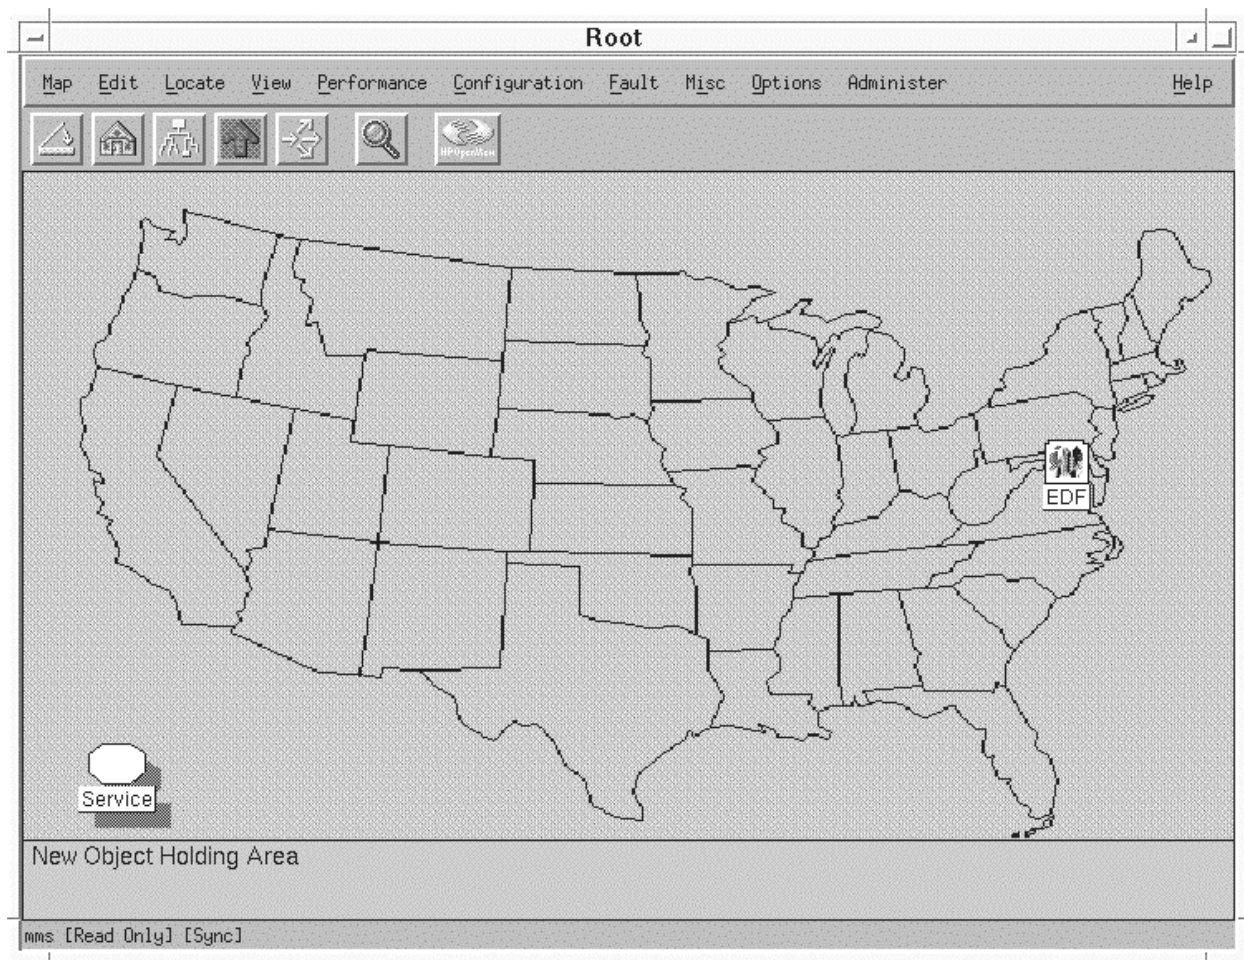 Root
Map Edit Locate View Performance Configuration Fault Misc Options Administer Help
HPOpenView
EDF
Service
New Object Holding Area
mms [Read Only] [Sync]